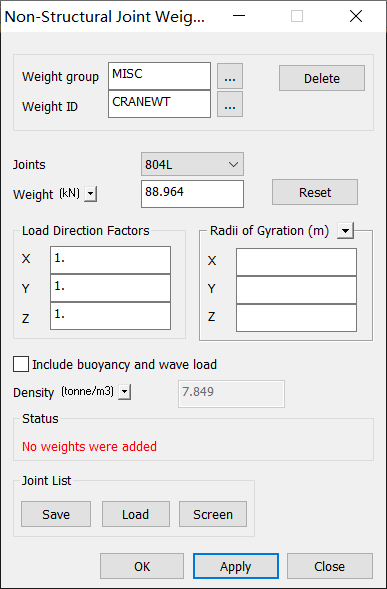 Non-Structural Joint Weig...
Weight group MISC ... Delete
Weight ID CRANEWT ...
Joints 804L
Weight (kN) 88.964 Reset
Load Direction Factors Radii of Gyration (m)
X 1. X
Y 1. Y
Z 1. Z
Include buoyancy and wave load
Density (tonne/m3) 7.849
Status
No weights were added
Joint List
Save Load Screen
OK Apply Close